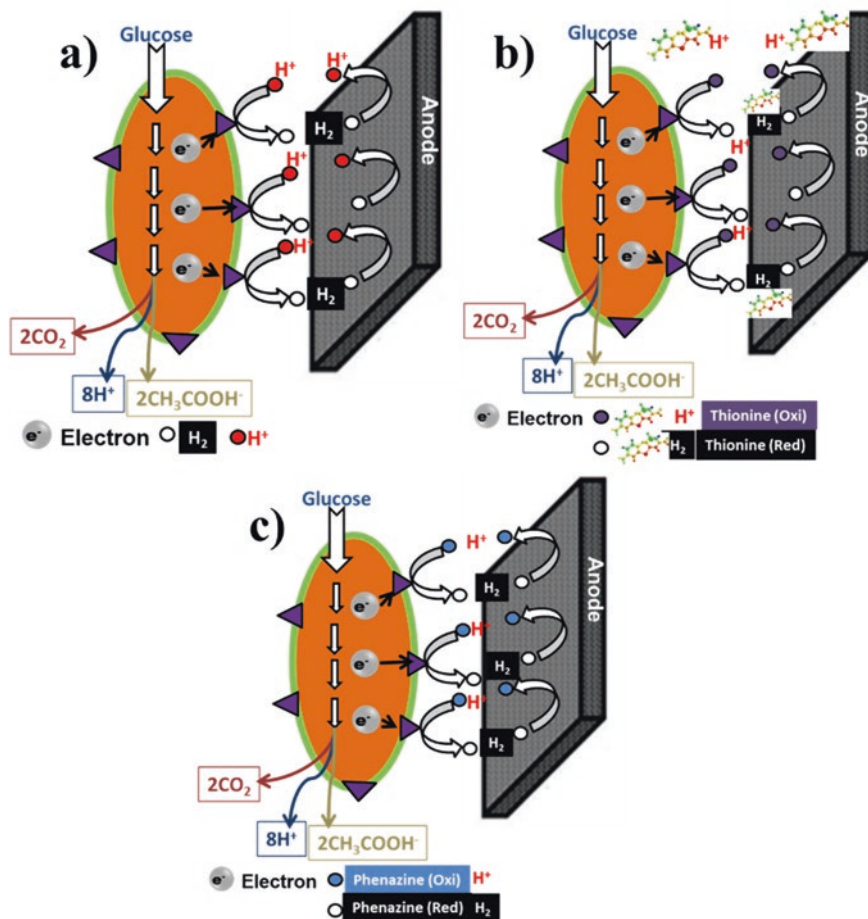 a)
Glucose
H⁺
H⁺
Anode
e⁻
H₂
H⁺
e⁻
H⁺
e⁻
H₂
2CO₂
8H⁺
2CH₃COOH⁻
e⁻ Electron H₂ H⁺
b)
Glucose
H⁺
H⁺
Anode
e⁻
H₂
H⁺
e⁻
H⁺
e⁻
H₂
2CO₂
8H⁺
2CH₃COOH⁻
e⁻ Electron H⁺ Thionine (Oxi)
H₂ Thionine (Red)
c)
Glucose
H⁺
Anode
e⁻
H₂
H⁺
e⁻
H₂
H⁺
e⁻
H₂
2CO₂
8H⁺
2CH₃COOH⁻
e⁻ Electron Phenazine (Oxi) H⁺
Phenazine (Red) H₂